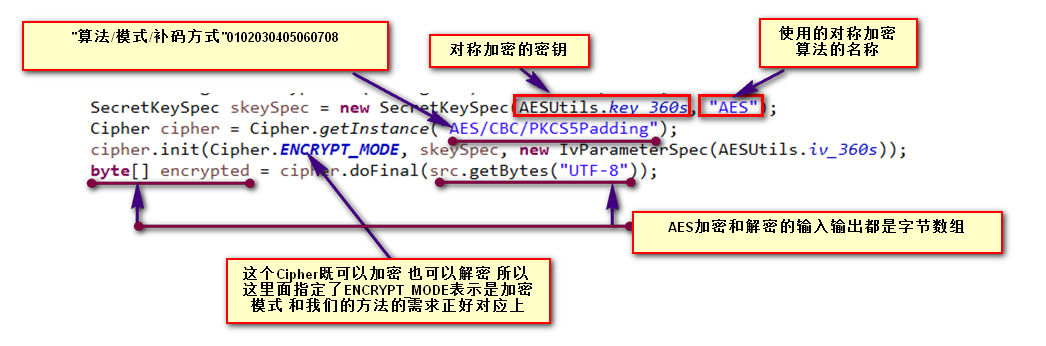 "算法/模式/补码方式"0102030405060708
对称加密的密钥
使用的对称加密
算法的名称
SecretKeySpec skeySpec = new SecretKeySpec(AESUtils.key_360s, "AES");
Cipher cipher = Cipher.getInstance("AES/CBC/PKCS5Padding");
cipher.init(Cipher.ENCRYPT_MODE, skeySpec, new IvParameterSpec(AESUtils.iv_360s));
byte[] encrypted = cipher.doFinal(src.getBytes("UTF-8"));
AES加密和解密的输入输出都是字节数组
这个Cipher既可以加密 也可以解密 所以
这里面指定了ENCRYPT_MODE表示是加密
模式 和我们的方法的需求正好对应上